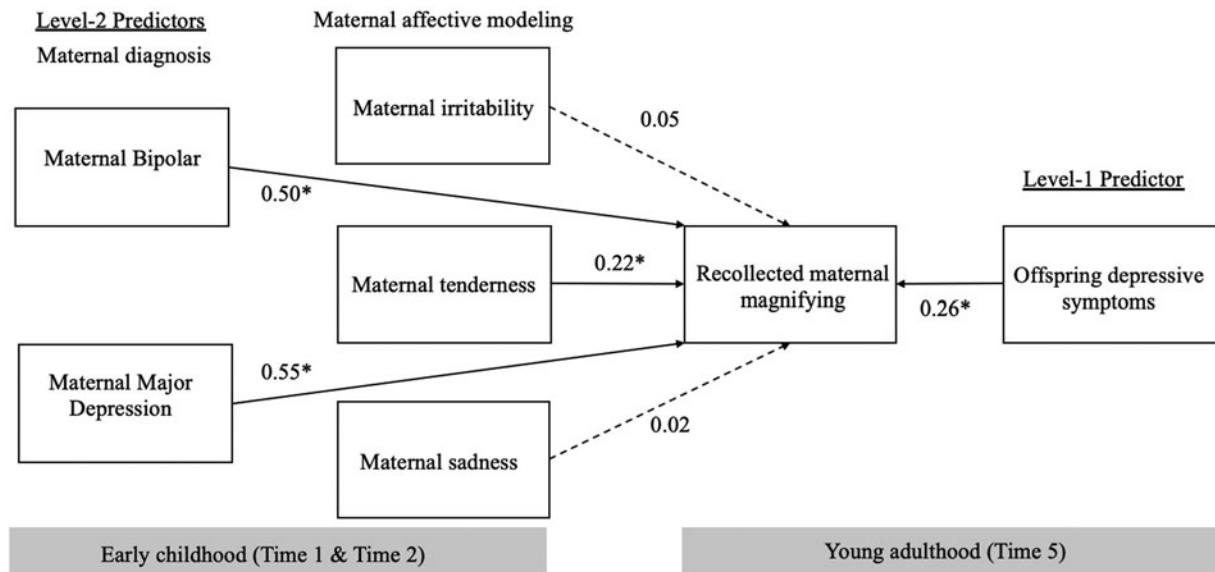 Level-2 Predictors
Maternal diagnosis
Maternal affective modeling
Maternal irritability
0.05
Maternal Bipolar
0.50*
Level-1 Predictor
Maternal tenderness
0.22*
Recollected maternal
magnifying
0.26*
Offspring depressive
symptoms
Maternal Major
Depression
0.55*
Maternal sadness
0.02
Early childhood (Time 1 & Time 2)
Young adulthood (Time 5)